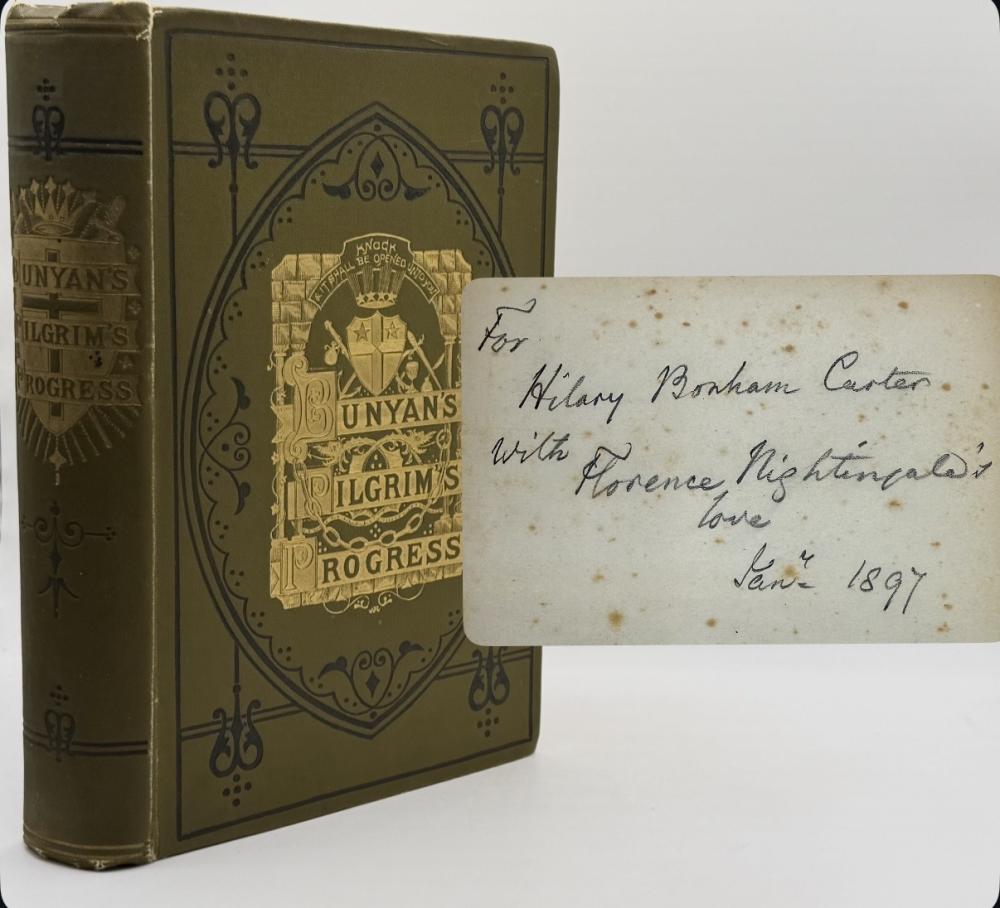 BUNYAN'S
PILGRIM'S
PROGRESS
KNOCK
& IT SHALL BE OPENED UNTO YOU
BUNYAN'S
PILGRIM'S
PROGRESS
For
Hilary Bonham Carter
with Florence Nightingale's
love
Janʸ 1897